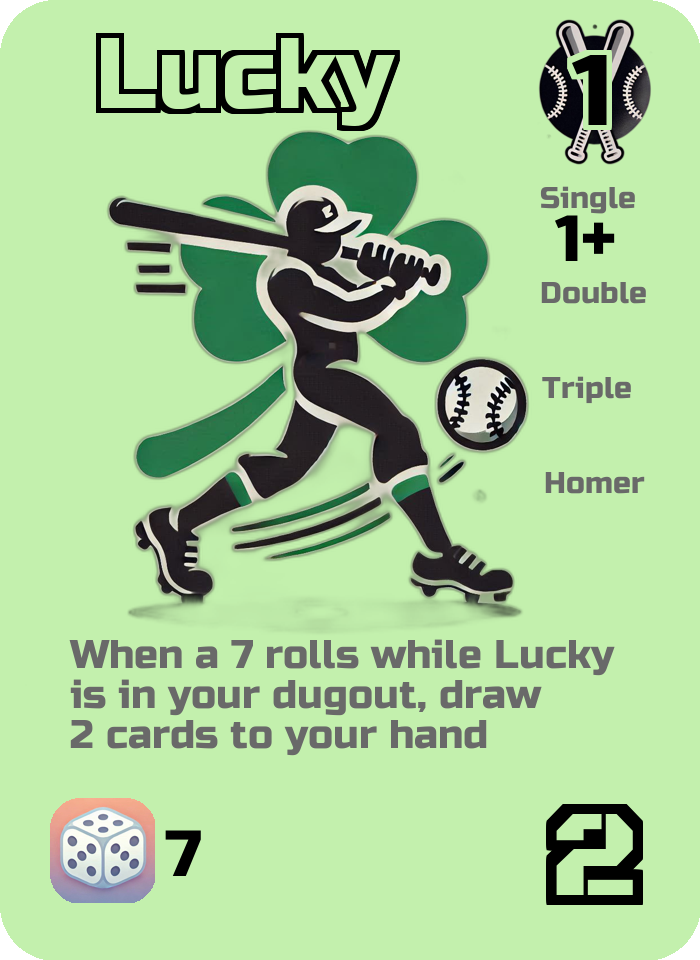 Lucky
1
Single
1+
Double
Triple
Homer
When a 7 rolls while Lucky
is in your dugout, draw
2 cards to your hand
7
2